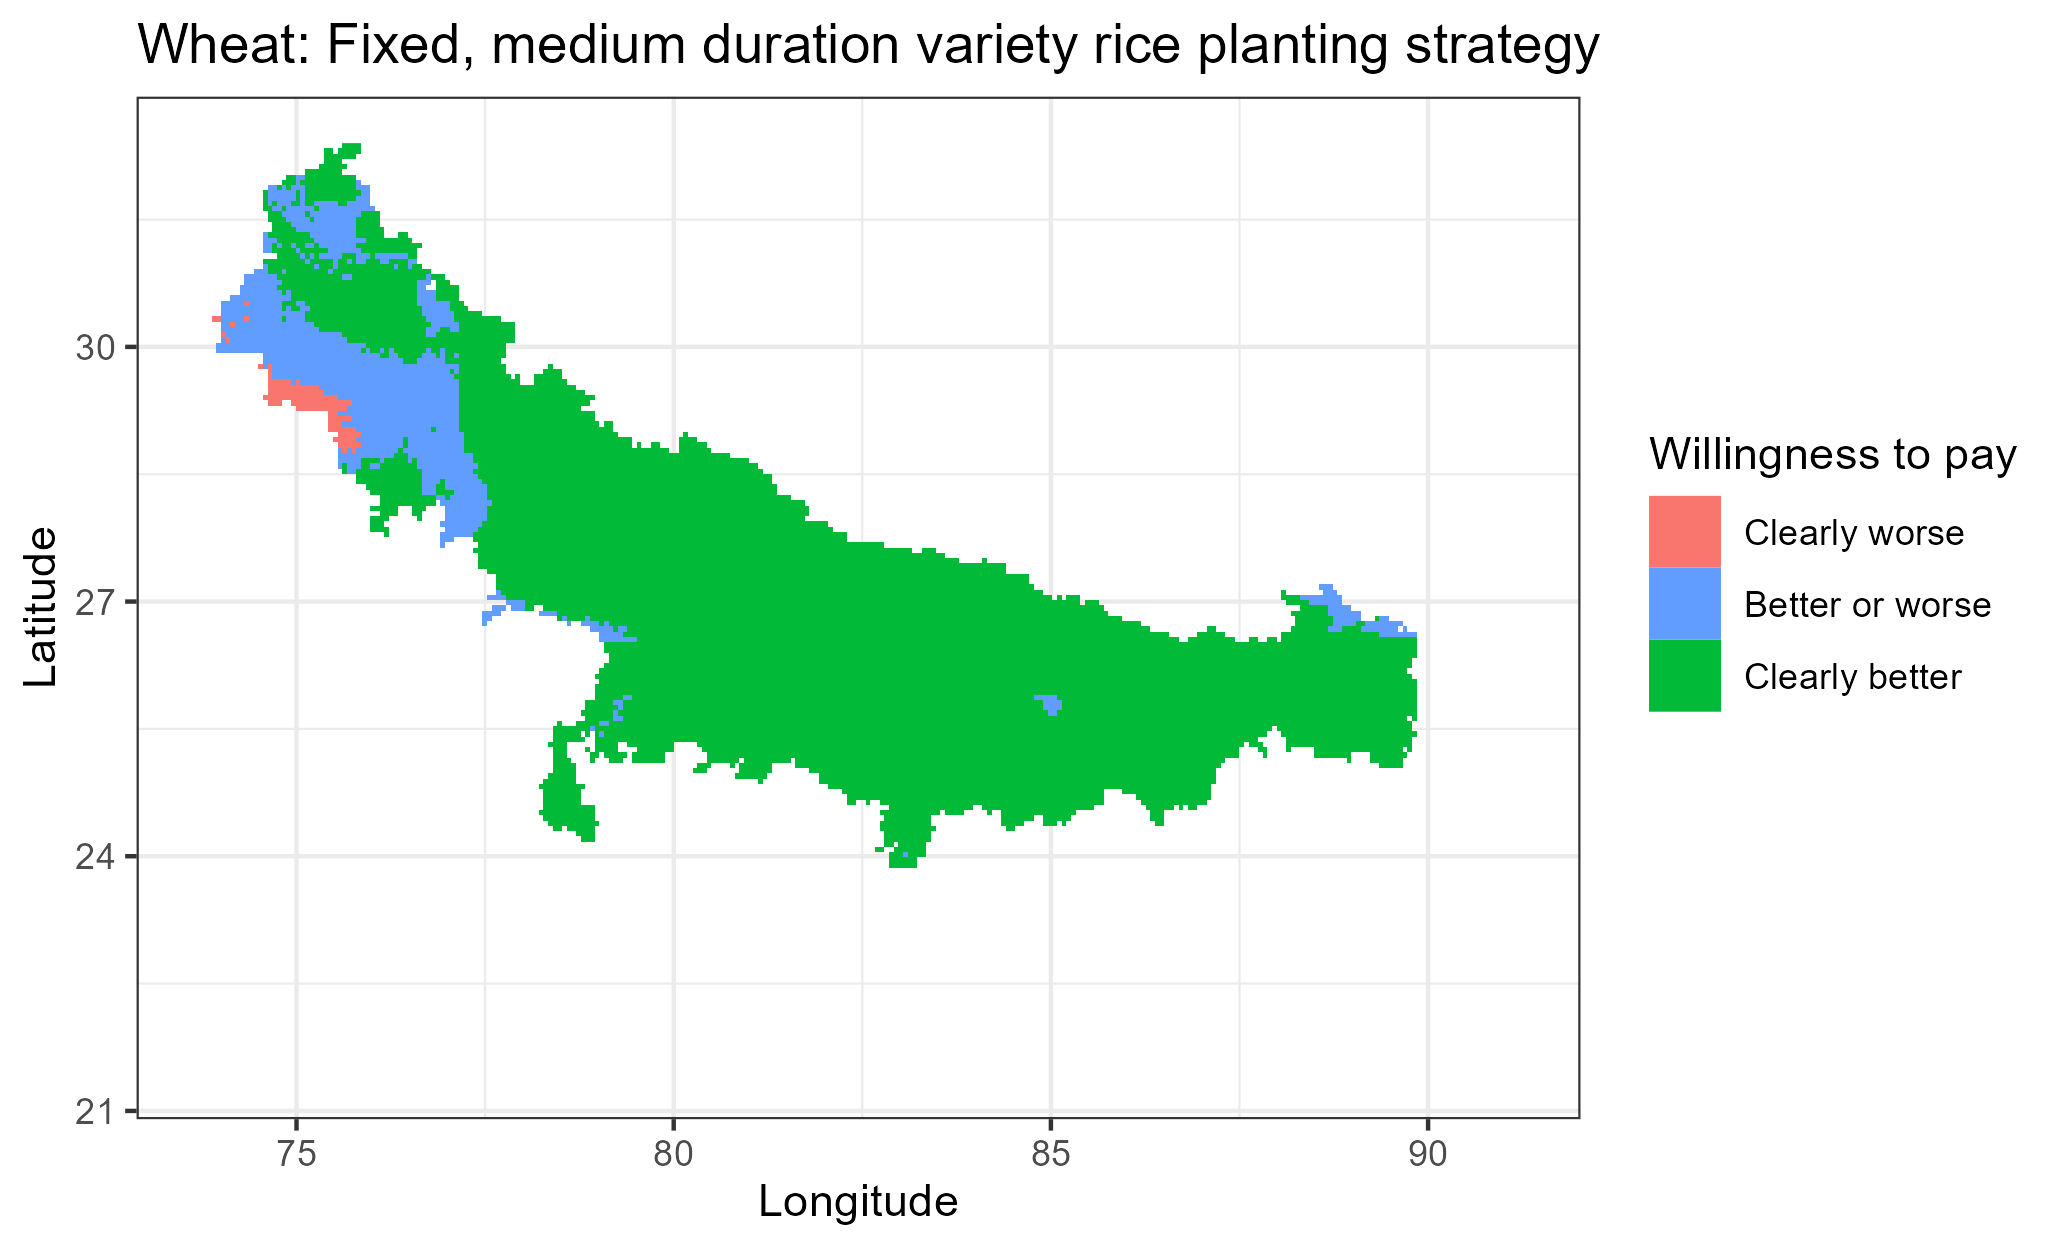 Wheat: Fixed, medium duration variety rice planting strategy
30
27
24
21
Latitude
75 80 85 90
Longitude
Willingness to pay
Clearly worse
Better or worse
Clearly better